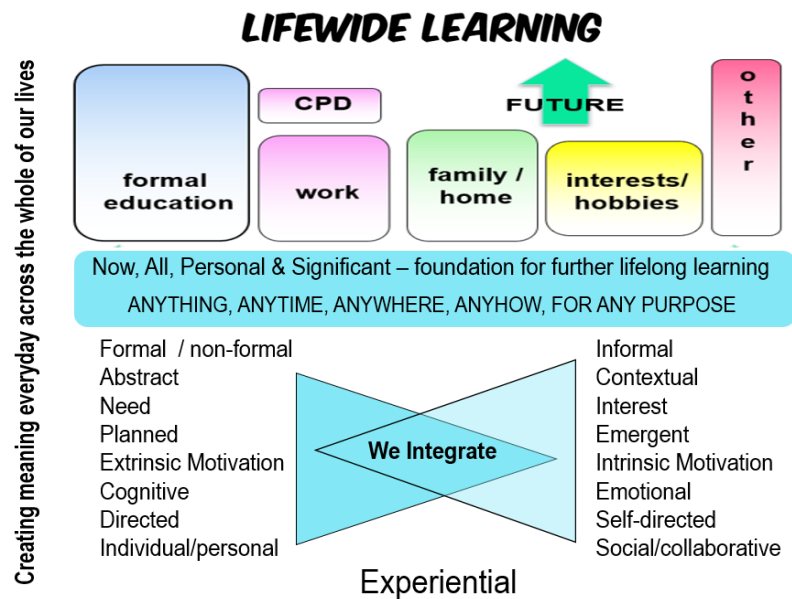 LIFEWIDE LEARNING
Creating meaning everyday across the whole of our lives
formal
education
CPD
work
family /
home
FUTURE
interests/
hobbies
other
Now, All, Personal & Significant – foundation for further lifelong learning
ANYTHING, ANYTIME, ANYWHERE, ANYHOW, FOR ANY PURPOSE
Formal / non-formal
Abstract
Need
Planned
Extrinsic Motivation
Cognitive
Directed
Individual/personal
We Integrate
Informal
Contextual
Interest
Emergent
Intrinsic Motivation
Emotional
Self-directed
Social/collaborative
Experiential